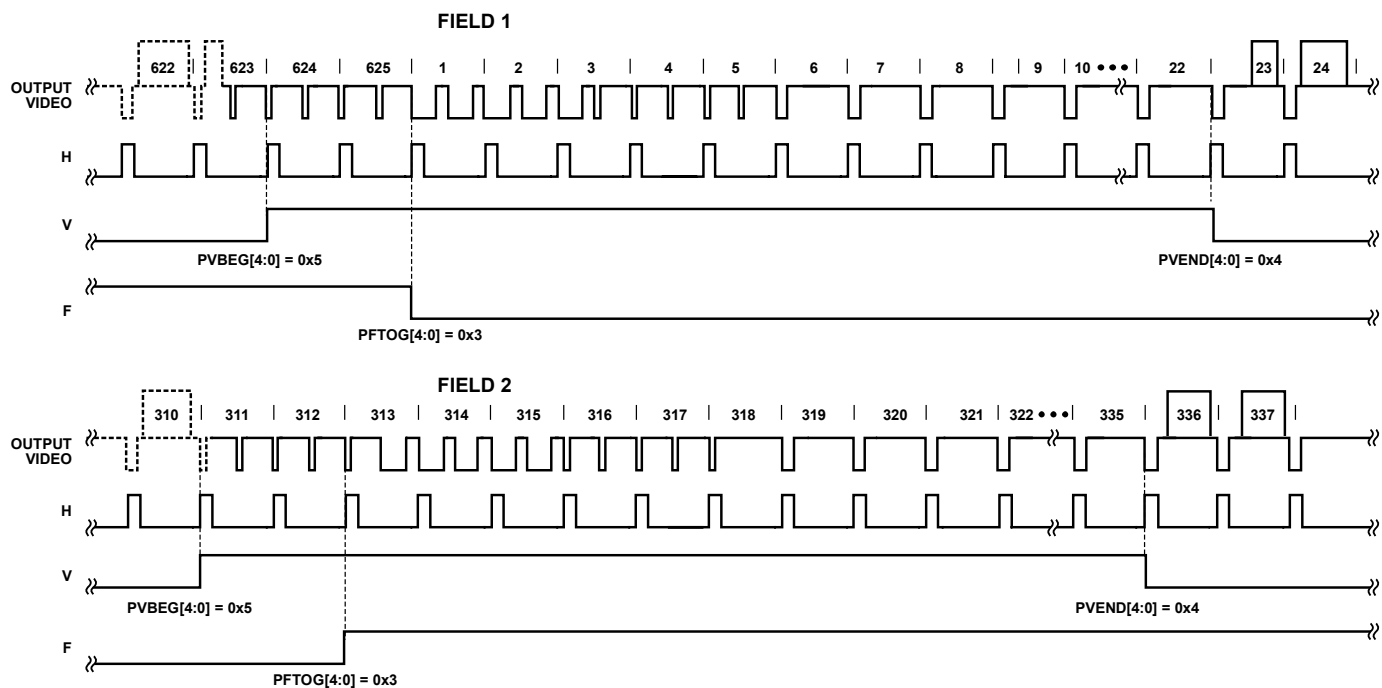 FIELD 1
622 623 624 625 1 2 3 4 5 6 7 8 9 10 ••• 22 23 24
OUTPUT
VIDEO
H
V
PVBEG[4:0] = 0x5 PVEND[4:0] = 0x4
F
PFTOG[4:0] = 0x3
FIELD 2
310 311 312 313 314 315 316 317 318 319 320 321 322 ••• 335 336 337
OUTPUT
VIDEO
H
V
PVBEG[4:0] = 0x5 PVEND[4:0] = 0x4
F
PFTOG[4:0] = 0x3